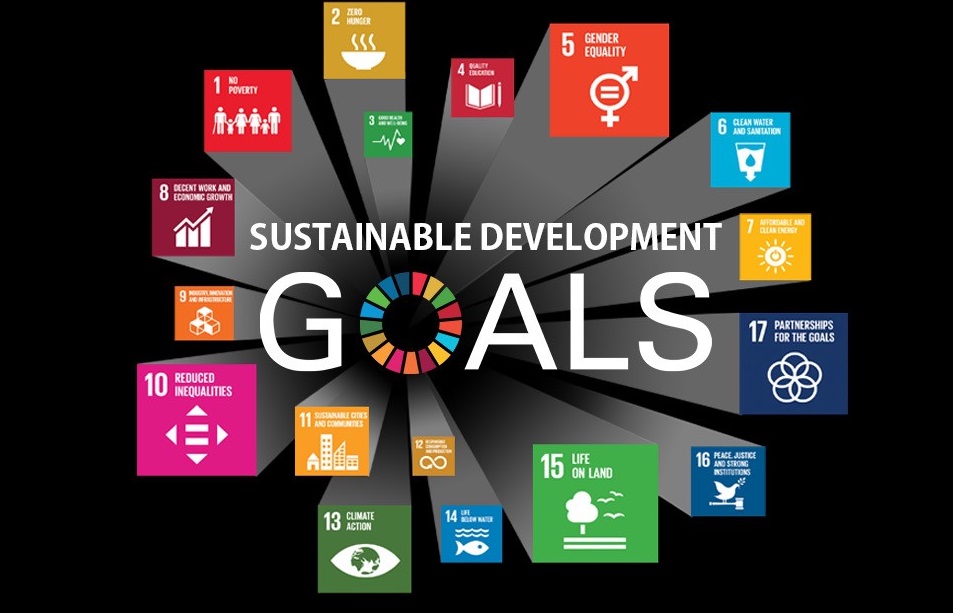 2 ZERO
HUNGER
1 NO
POVERTY
3 GOOD HEALTH
AND WELL-BEING
4 QUALITY
EDUCATION
5 GENDER
EQUALITY
6 CLEAN WATER
AND SANITATION
8 DECENT WORK AND
ECONOMIC GROWTH
7 AFFORDABLE AND
CLEAN ENERGY
SUSTAINABLE DEVELOPMENT
GOALS
9 INDUSTRY, INNOVATION
AND INFRASTRUCTURE
17 PARTNERSHIPS
FOR THE GOALS
10 REDUCED
INEQUALITIES
11 SUSTAINABLE CITIES
AND COMMUNITIES
12 RESPONSIBLE
CONSUMPTION
AND PRODUCTION
15 LIFE
ON LAND
16 PEACE, JUSTICE
AND STRONG
INSTITUTIONS
13 CLIMATE
ACTION
14 LIFE
BELOW WATER